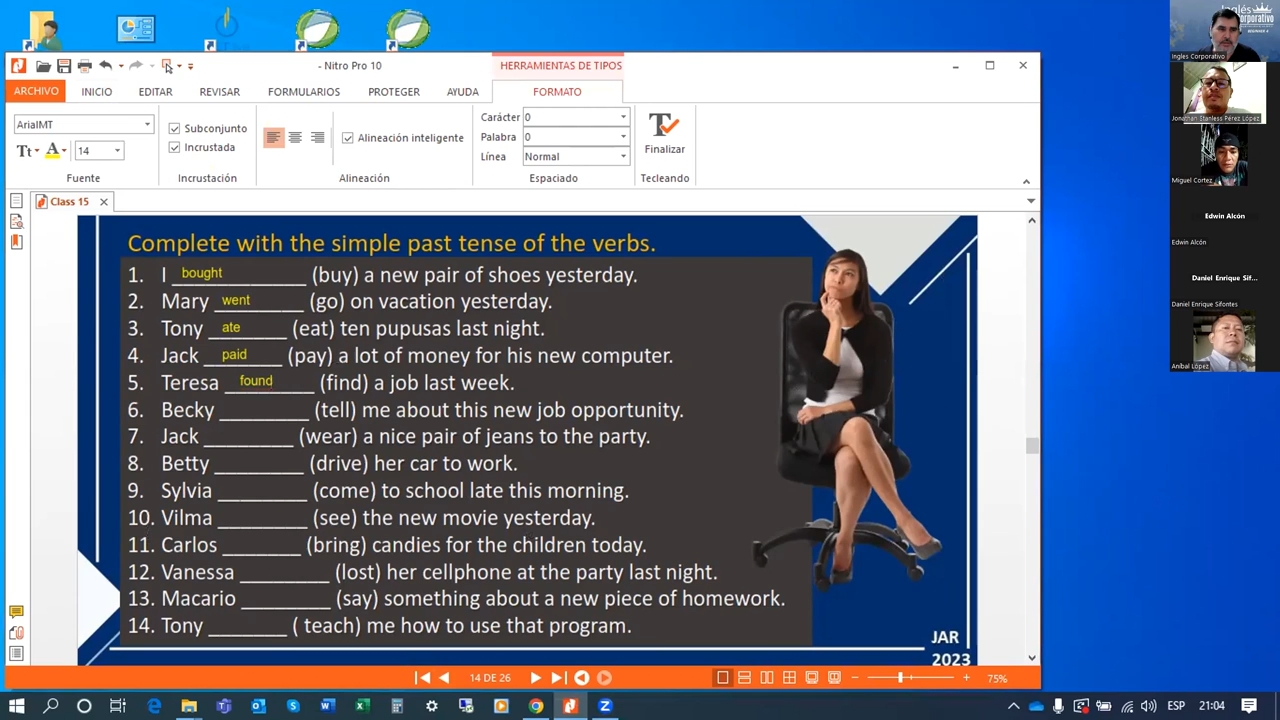 - Nitro Pro 10
HERRAMIENTAS DE TIPOS
ARCHIVO INICIO EDITAR REVISAR FORMULARIOS PROTEGER AYUDA FORMATO
ArialMT
Tt A 14
Fuente
Subconjunto
Incrustada
Incrustación
Alineación inteligente
Alineación
Carácter 0
Palabra 0
Línea Normal
Espaciado
Finalizar
Tecleando
Class 15
Complete with the simple past tense of the verbs.
1. I bought (buy) a new pair of shoes yesterday.
2. Mary went (go) on vacation yesterday.
3. Tony ate (eat) ten pupusas last night.
4. Jack paid (pay) a lot of money for his new computer.
5. Teresa found (find) a job last week.
6. Becky ________ (tell) me about this new job opportunity.
7. Jack ________ (wear) a nice pair of jeans to the party.
8. Betty ________ (drive) her car to work.
9. Sylvia ________ (come) to school late this morning.
10. Vilma ________ (see) the new movie yesterday.
11. Carlos _______ (bring) candies for the children today.
12. Vanessa ________ (lost) her cellphone at the party last night.
13. Macario ________ (say) something about a new piece of homework.
14. Tony _______ ( teach) me how to use that program.
JAR
2023
14 DE 26
75%
ESP 21:04
Inglés
Corporativo
BEGINNER 4
Ingles Corporativo
Jonathan Stanless Pérez López
Miguel Cortez
Edwin Alcón
Edwin Alcón
Daniel Enrique Sif...
Daniel Enrique Sifontes
Aníbal López